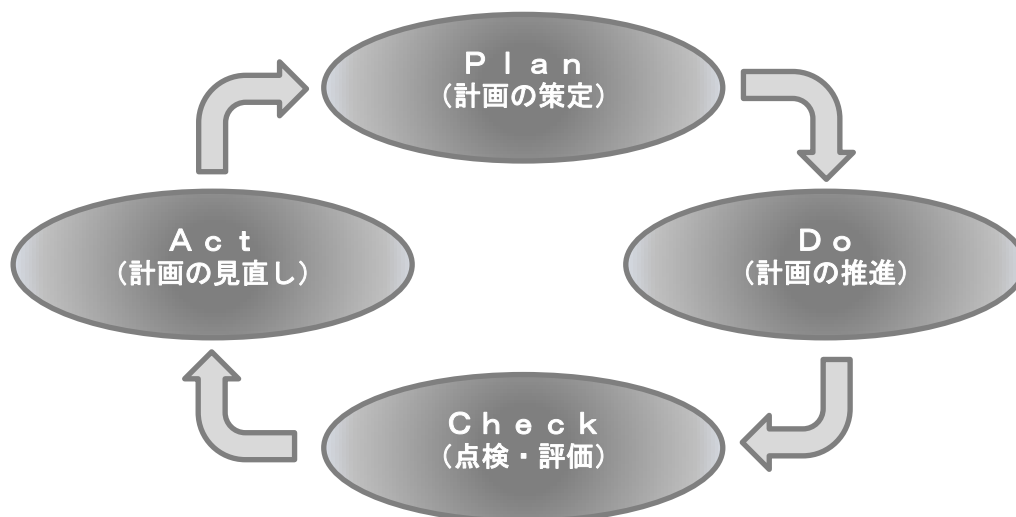 Ｐｌａｎ
（計画の策定）
Ａｃｔ
（計画の見直し）
Ｄｏ
（計画の推進）
Ｃｈｅｃｋ
（点検・評価）